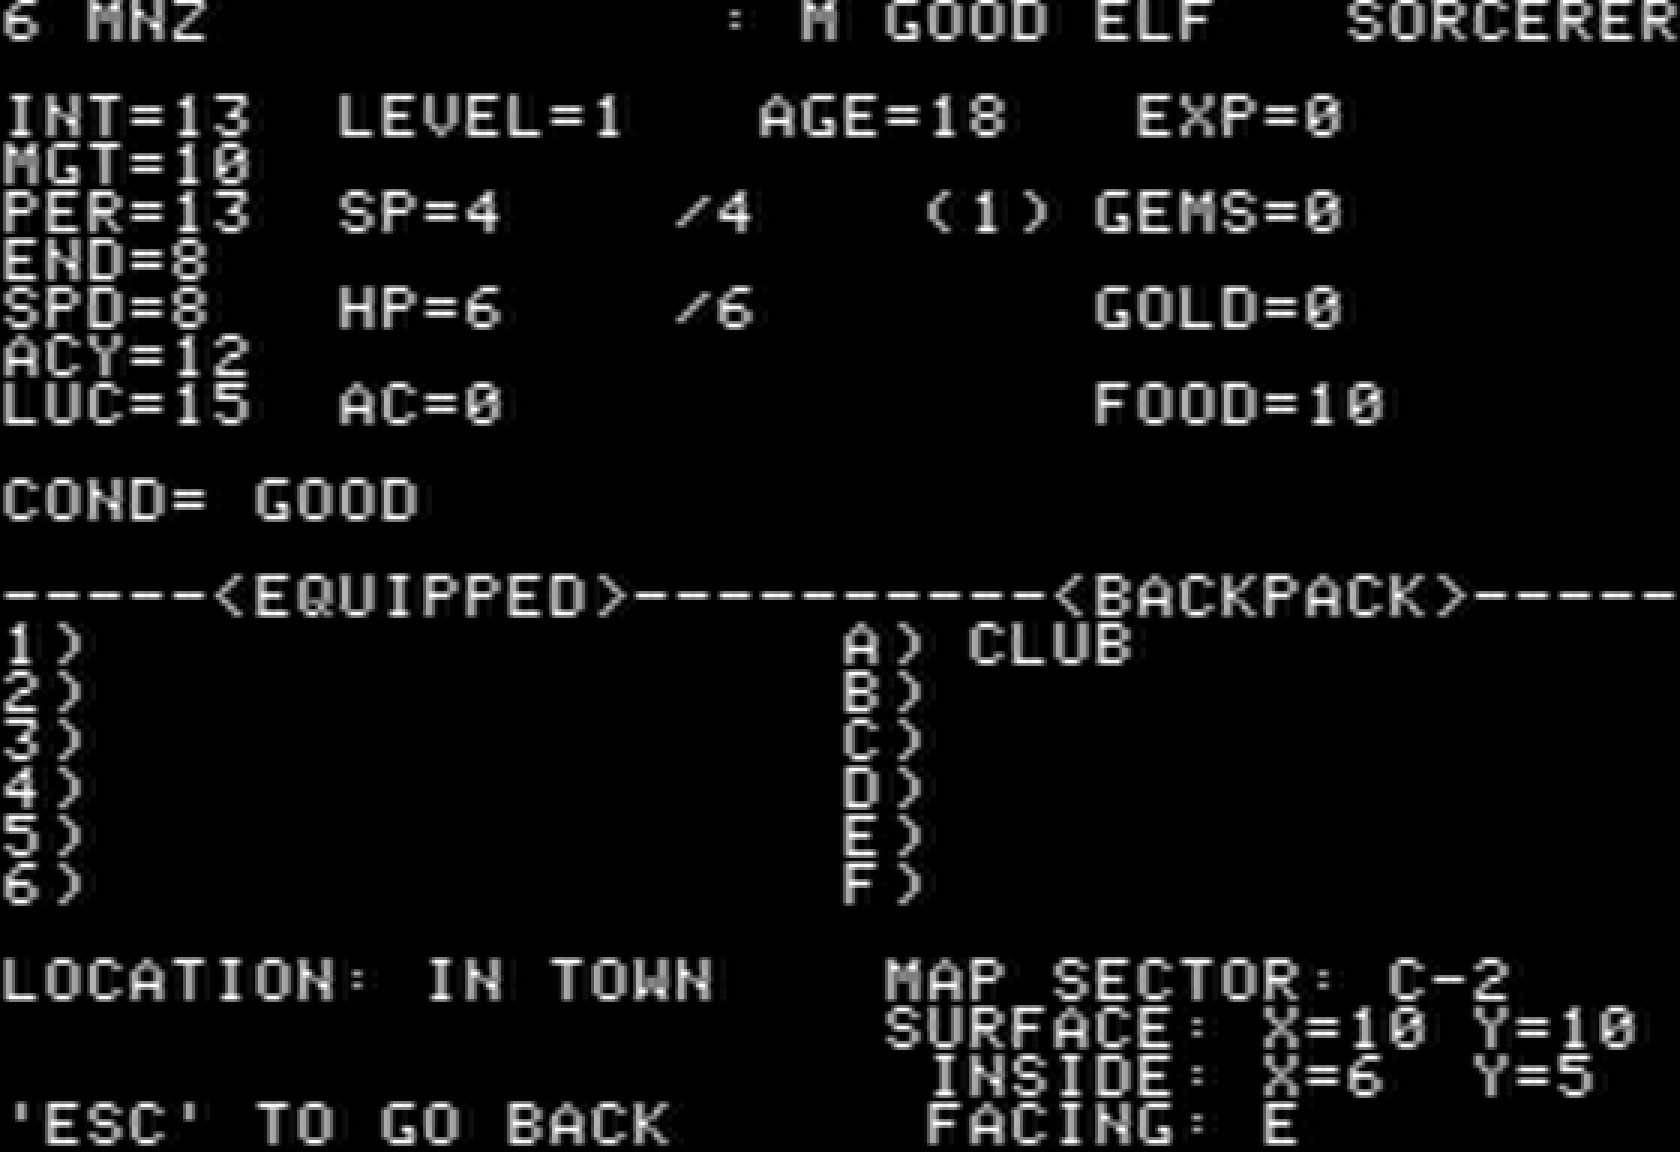 6 MNZ : M GOOD ELF SORCERER
INT=13 LEVEL=1 AGE=18 EXP=0
MGT=10
PER=13 SP=4 /4 (1) GEMS=0
END=8
SPD=8 HP=6 /6 GOLD=0
ACY=12
LUC=15 AC=0 FOOD=10
COND= GOOD
-----<EQUIPPED>----------<BACKPACK>-----
1) A) CLUB
2) B)
3) C)
4) D)
5) E)
6) F)
LOCATION: IN TOWN MAP SECTOR: C-2
SURFACE: X=10 Y=10
INSIDE: X=6 Y=5
'ESC' TO GO BACK FACING: E